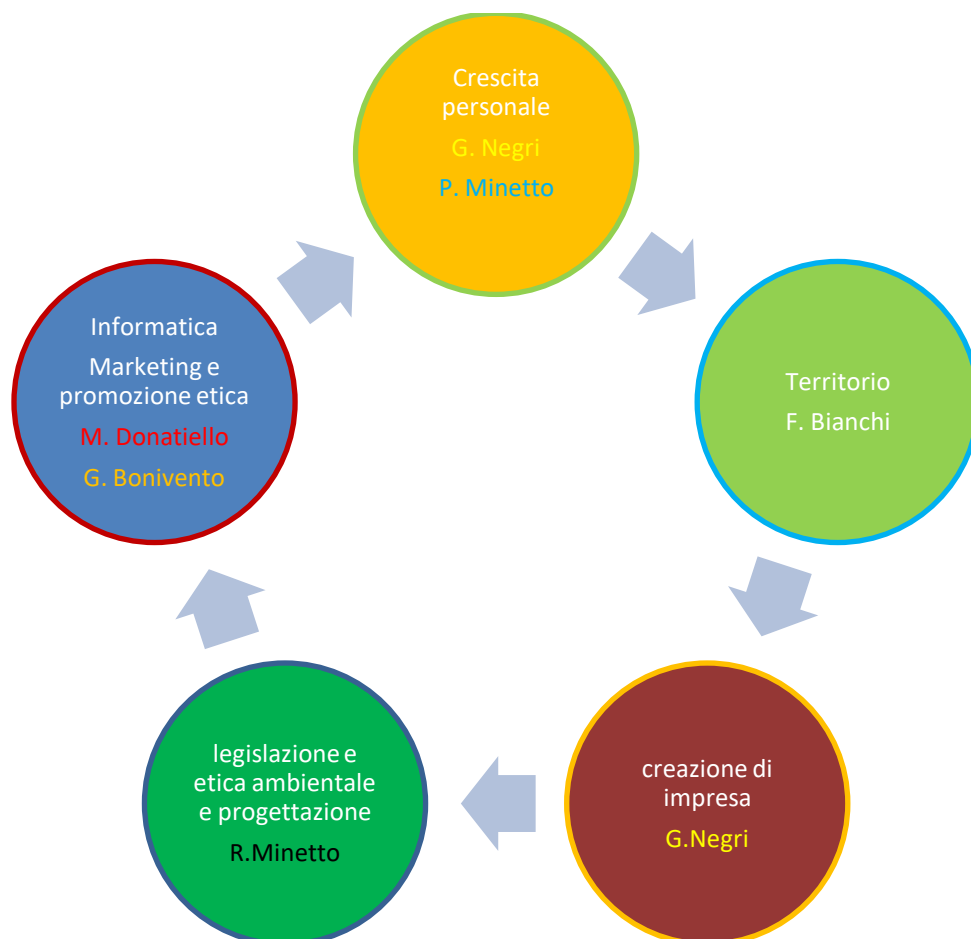 Crescita
personale
G. Negri
P. Minetto
Territorio
F. Bianchi
creazione di
impresa
G.Negri
legislazione e
etica ambientale
e progettazione
R.Minetto
Informatica
Marketing e
promozione etica
M. Donatiello
G. Bonivento